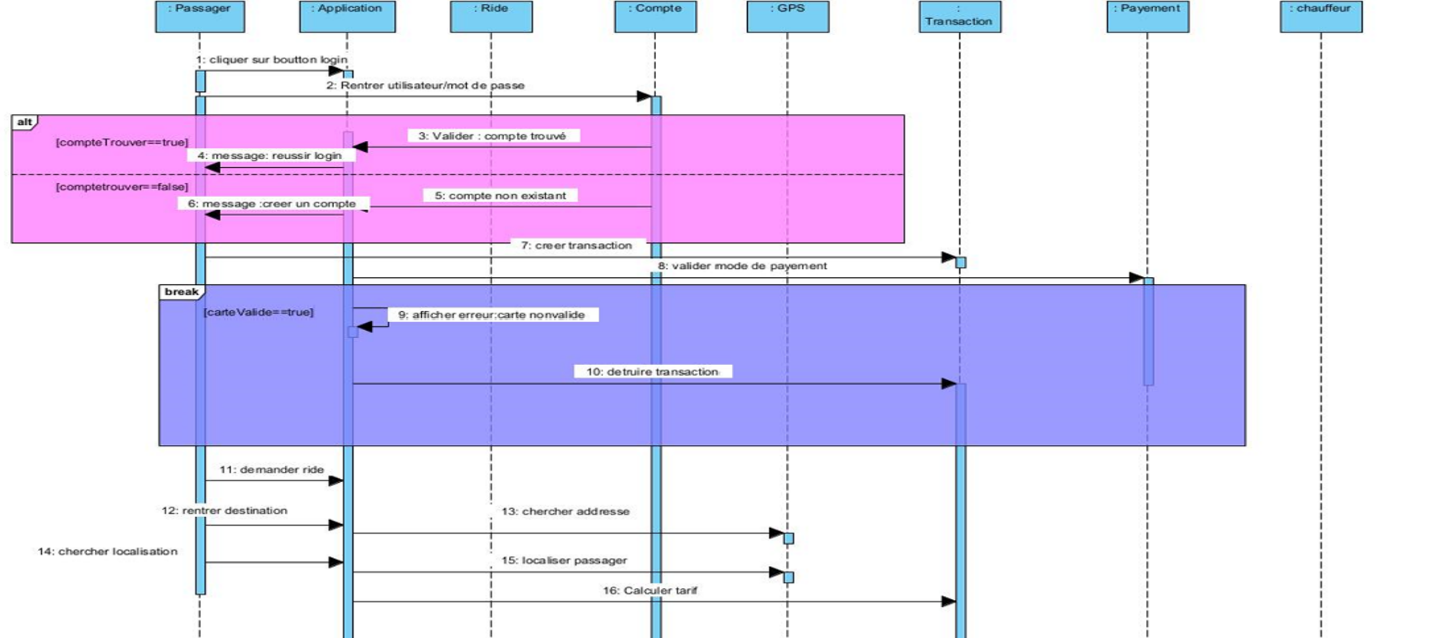 : Passager
: Application
: Ride
: Compte
: GPS
:
Transaction
: Payement
: chauffeur
1: cliquer sur boutton login
2: Rentrer utilisateur/mot de passe
alt
3: Valider : compte trouvé
[compteTrouver==true]
4: message: reussir login
[comptetrouver==false]
5: compte non existant
6: message :creer un compte
7: creer transaction
8: valider mode de payement
break
[carteValide==true]
9: afficher erreur:carte nonvalide
10: detruire transaction
11: demander ride
12: rentrer destination
13: chercher addresse
14: chercher localisation
15: localiser passager
16: Calculer tarif